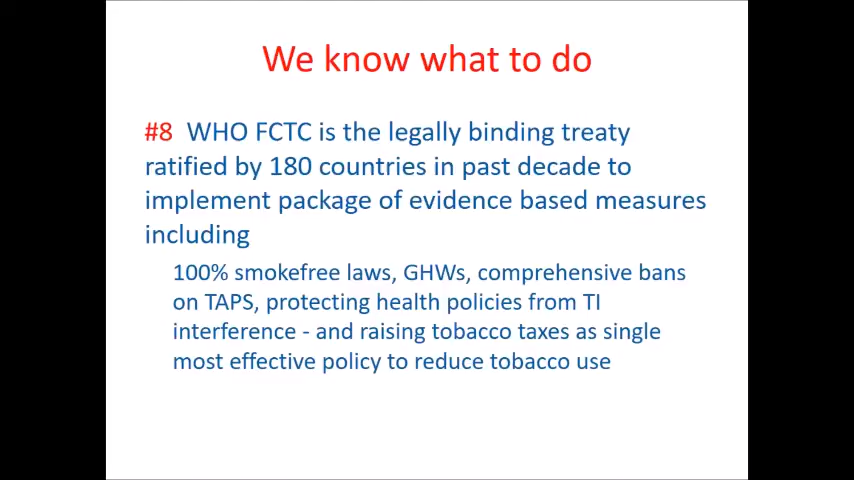 We know what to do
#8 WHO FCTC is the legally binding treaty
ratified by 180 countries in past decade to
implement package of evidence based measures
including
100% smokefree laws, GHWs, comprehensive bans
on TAPS, protecting health policies from TI
interference - and raising tobacco taxes as single
most effective policy to reduce tobacco use